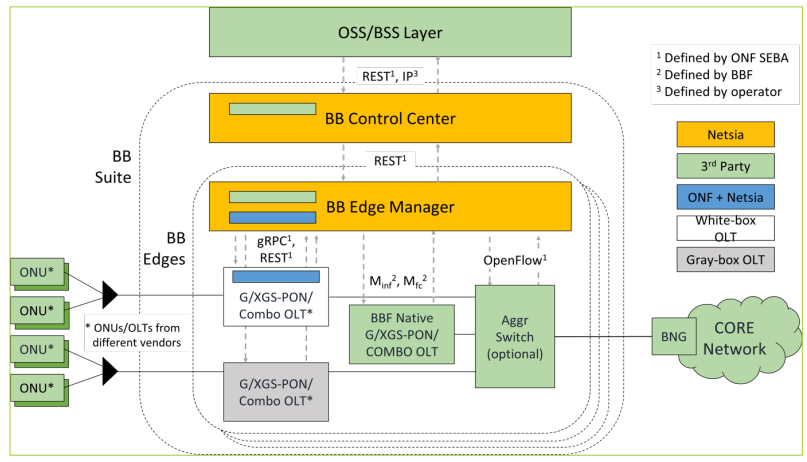 OSS/BSS Layer
REST¹, IP³
¹ Defined by ONF SEBA
² Defined by BBF
³ Defined by operator
BB Control Center
Netsia
BB
Suite
REST¹
3ʳᵈ Party
ONF + Netsia
BB Edge Manager
White-box
OLT
BB
Edges
gRPC¹,
REST¹
Gray-box OLT
OpenFlow¹
Mᵢₙf², Mfc²
ONU*
ONU*
G/XGS-PON/
Combo OLT*
BBF Native
G/XGS-PON/
COMBO OLT
Aggr
Switch
(optional)
BNG
CORE
Network
* ONUs/OLTs from
different vendors
ONU*
ONU*
G/XGS-PON/
Combo OLT*